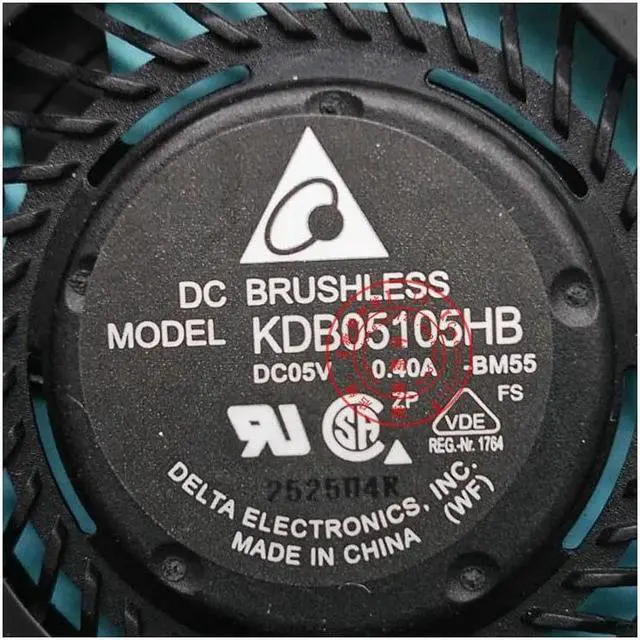 DC BRUSHLESS
MODEL KDB05105HB
DC05V 0.40A -BM55
ZP FS
VDE
REG.-Nr. 1764
252504R
DELTA ELECTRONICS, INC.
(WF)
MADE IN CHINA